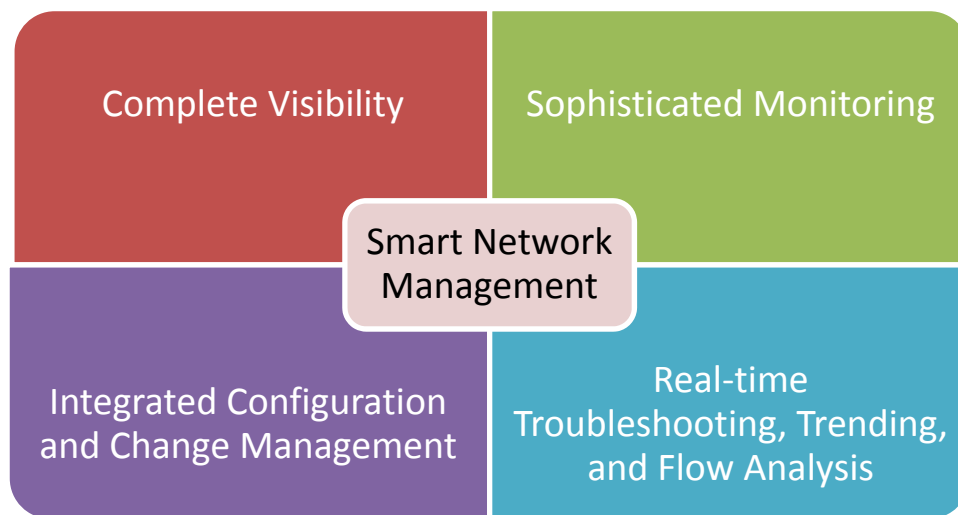 Complete Visibility
Sophisticated Monitoring
Smart Network
Management
Integrated Configuration
and Change Management
Real-time
Troubleshooting, Trending,
and Flow Analysis